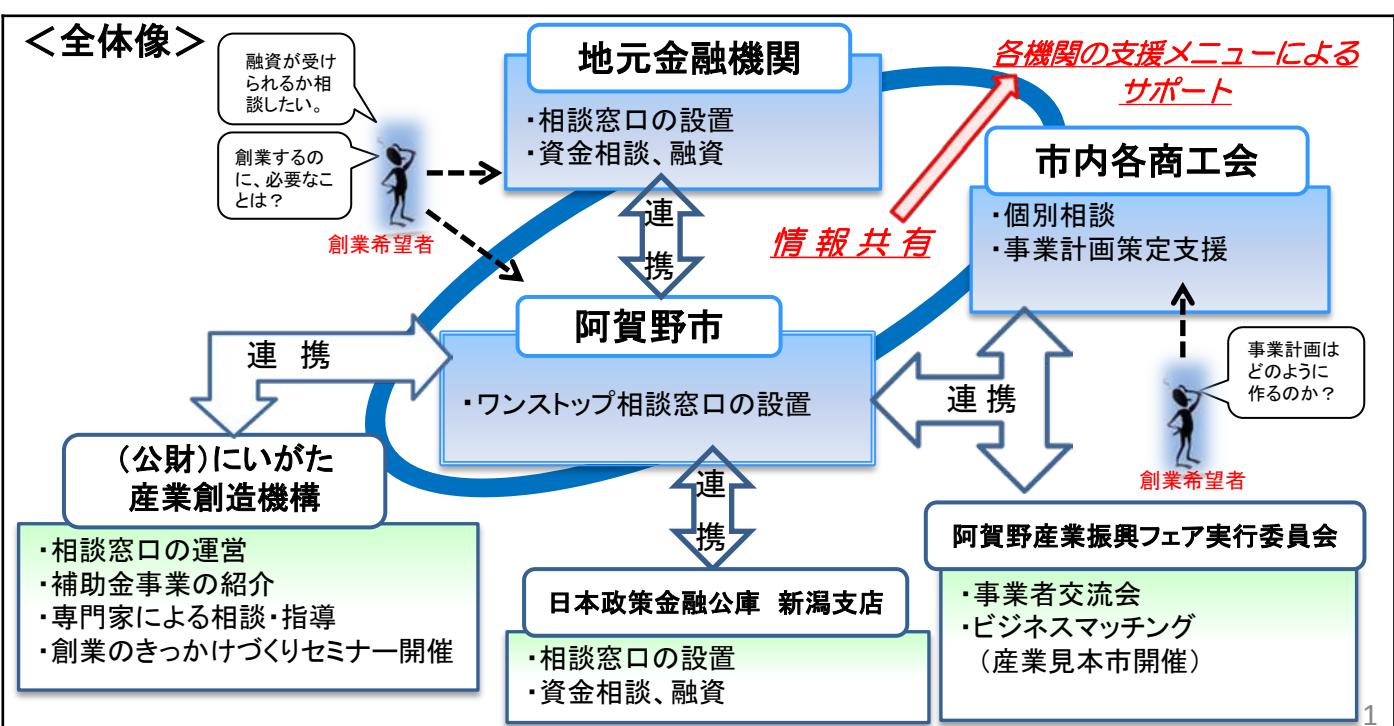 ＜全体像＞
融資が受け
られるか相
談したい。
創業するの
に、必要なこ
とは？
創業希望者
地元金融機関
・相談窓口の設置
・資金相談、融資
各機関の支援メニューによる
サポート
情報共有
市内各商工会
・個別相談
・事業計画策定支援
連
携
阿賀野市
・ワンストップ相談窓口の設置
連 携
連 携
事業計画は
どのように
作るのか？
創業希望者
（公財）にいがた
産業創造機構
・相談窓口の運営
・補助金事業の紹介
・専門家による相談・指導
・創業のきっかけづくりセミナー開催
連
携
日本政策金融公庫 新潟支店
・相談窓口の設置
・資金相談、融資
阿賀野産業振興フェア実行委員会
・事業者交流会
・ビジネスマッチング
（産業見本市開催）
1